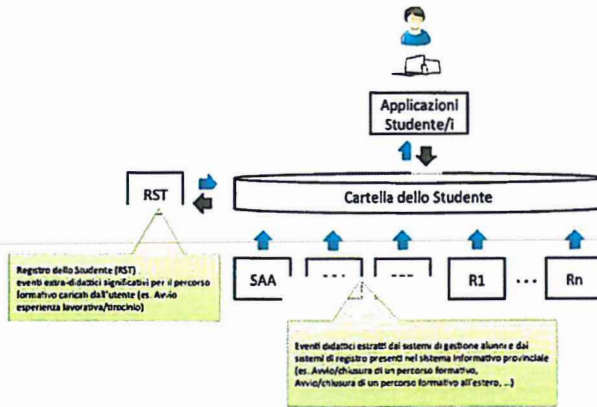 Applicazioni
Studente/i
RST
Cartella dello Studente
Registro dello Studente (RST)
eventi extra-didattici significativi per il percorso
formativo caricati dall'utente (es. Avvio
esperienza lavorativa/tirocinio)
SAA
R1
...
Rn
Eventi didattici estratti dai sistemi di gestione alunni e dai
sistemi di registro presenti nel sistema informativo provinciale
(es. Avvio/chiusura di un percorso formativo,
Avvio/chiusura di un percorso formativo all'estero, ...)